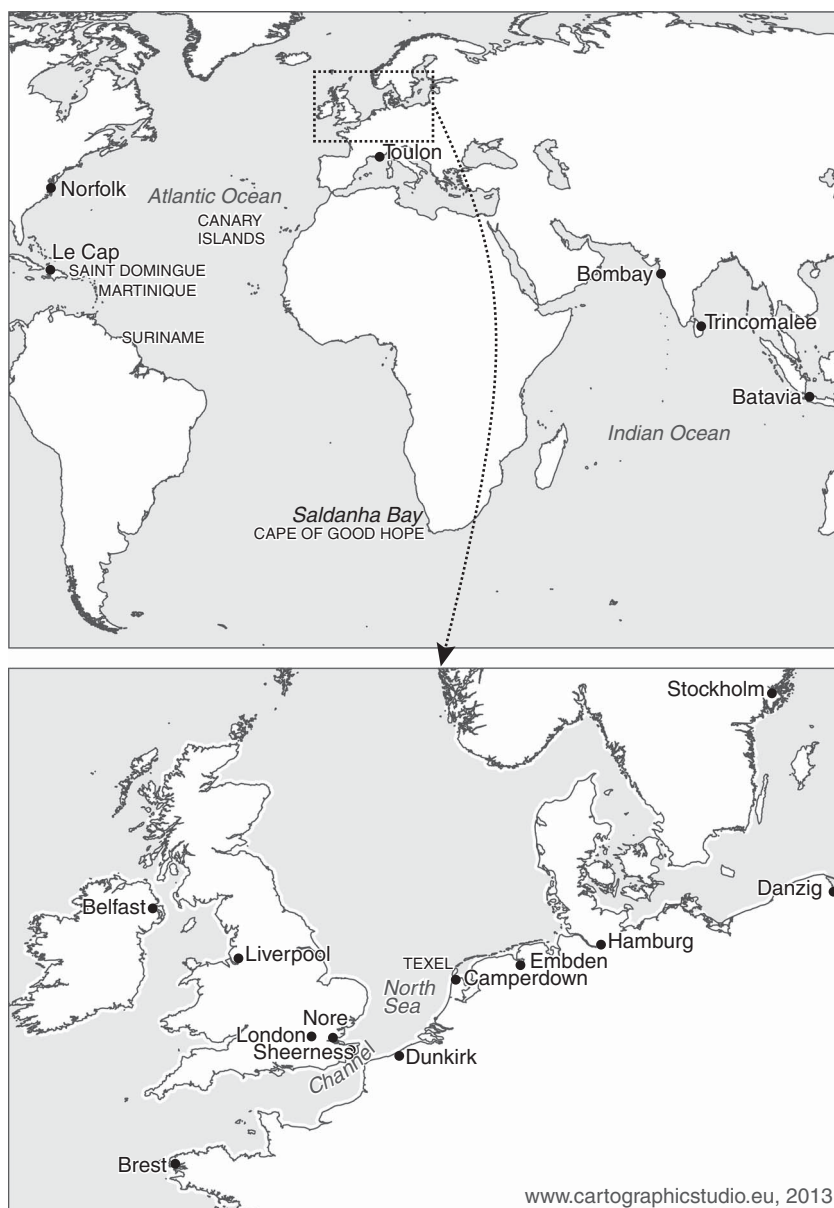 Toulon
Norfolk
Atlantic Ocean
CANARY
ISLANDS
Le Cap
SAINT DOMINGUE
MARTINIQUE
Bombay
SURINAME
Trincomalee
Batavia
Indian Ocean
Saldanha Bay
CAPE OF GOOD HOPE
Stockholm
Danzig
Belfast
Hamburg
Liverpool
TEXEL
Embden
Camperdown
North
Sea
Nore
London
Sheerness
Channel
Dunkirk
Brest
www.cartographicstudio.eu, 2013